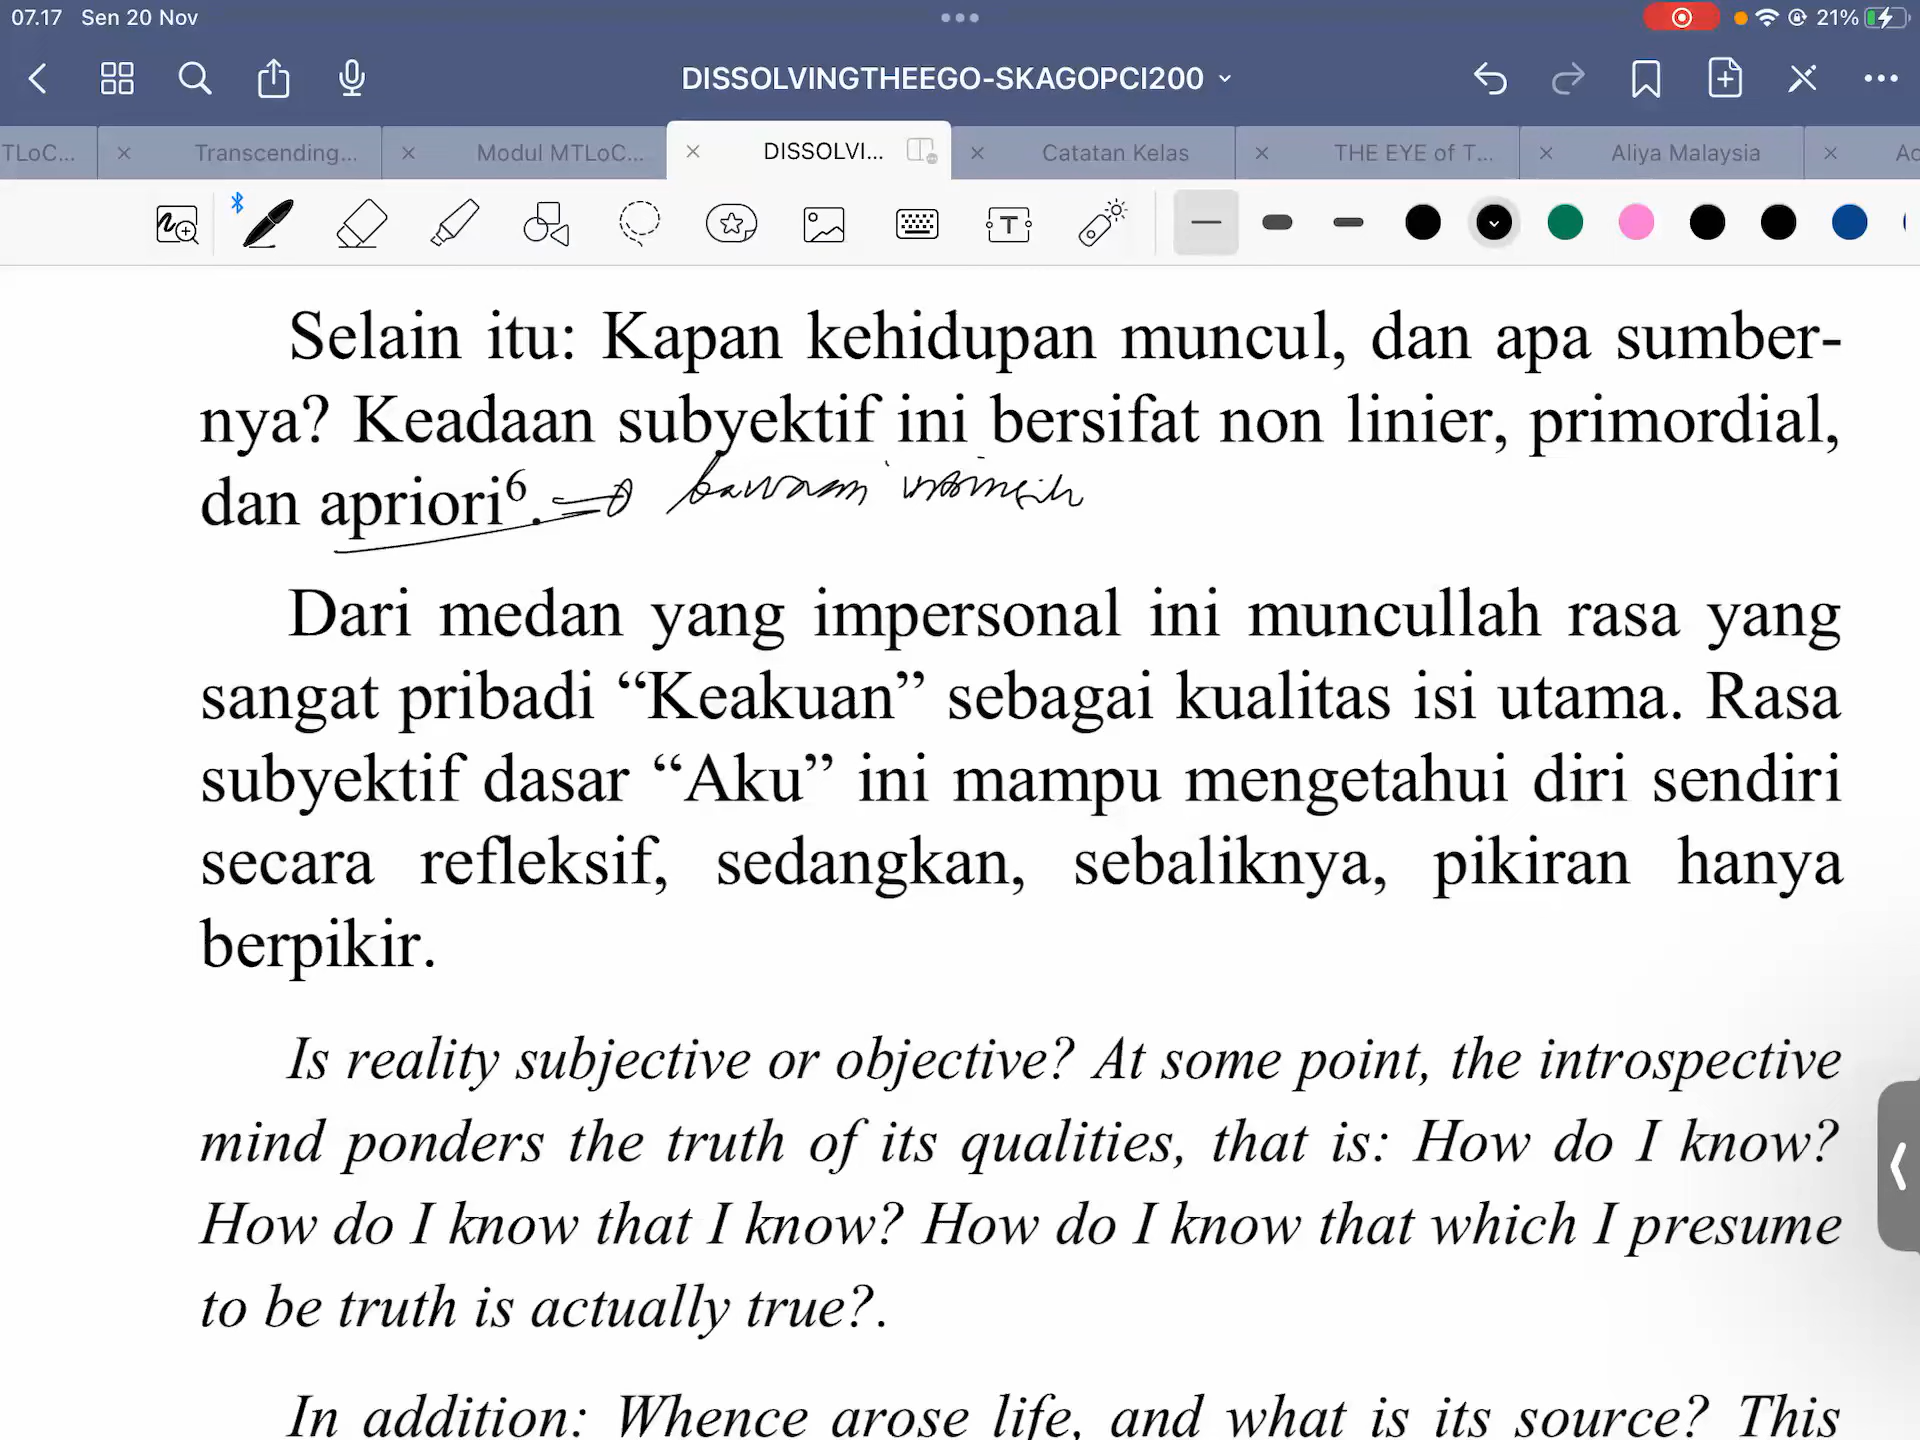 07.17 Sen 20 Nov
21%
DISSOLVINGTHEEGO-SKAGOPCI200
TLoC...
Transcending...
Modul MTLoC...
DISSOLVI...
Catatan Kelas
THE EYE of T...
Aliya Malaysia
Ac
Selain itu: Kapan kehidupan muncul, dan apa sumber-
nya? Keadaan subyektif ini bersifat non linier, primordial,
dan apriori⁶. bawaan
Dari medan yang impersonal ini muncullah rasa yang
sangat pribadi “Keakuan” sebagai kualitas isi utama. Rasa
subyektif dasar “Aku” ini mampu mengetahui diri sendiri
secara refleksif, sedangkan, sebaliknya, pikiran hanya
berpikir.
Is reality subjective or objective? At some point, the introspective
mind ponders the truth of its qualities, that is: How do I know?
How do I know that I know? How do I know that which I presume
to be truth is actually true?.
In addition: Whence arose life, and what is its source? This